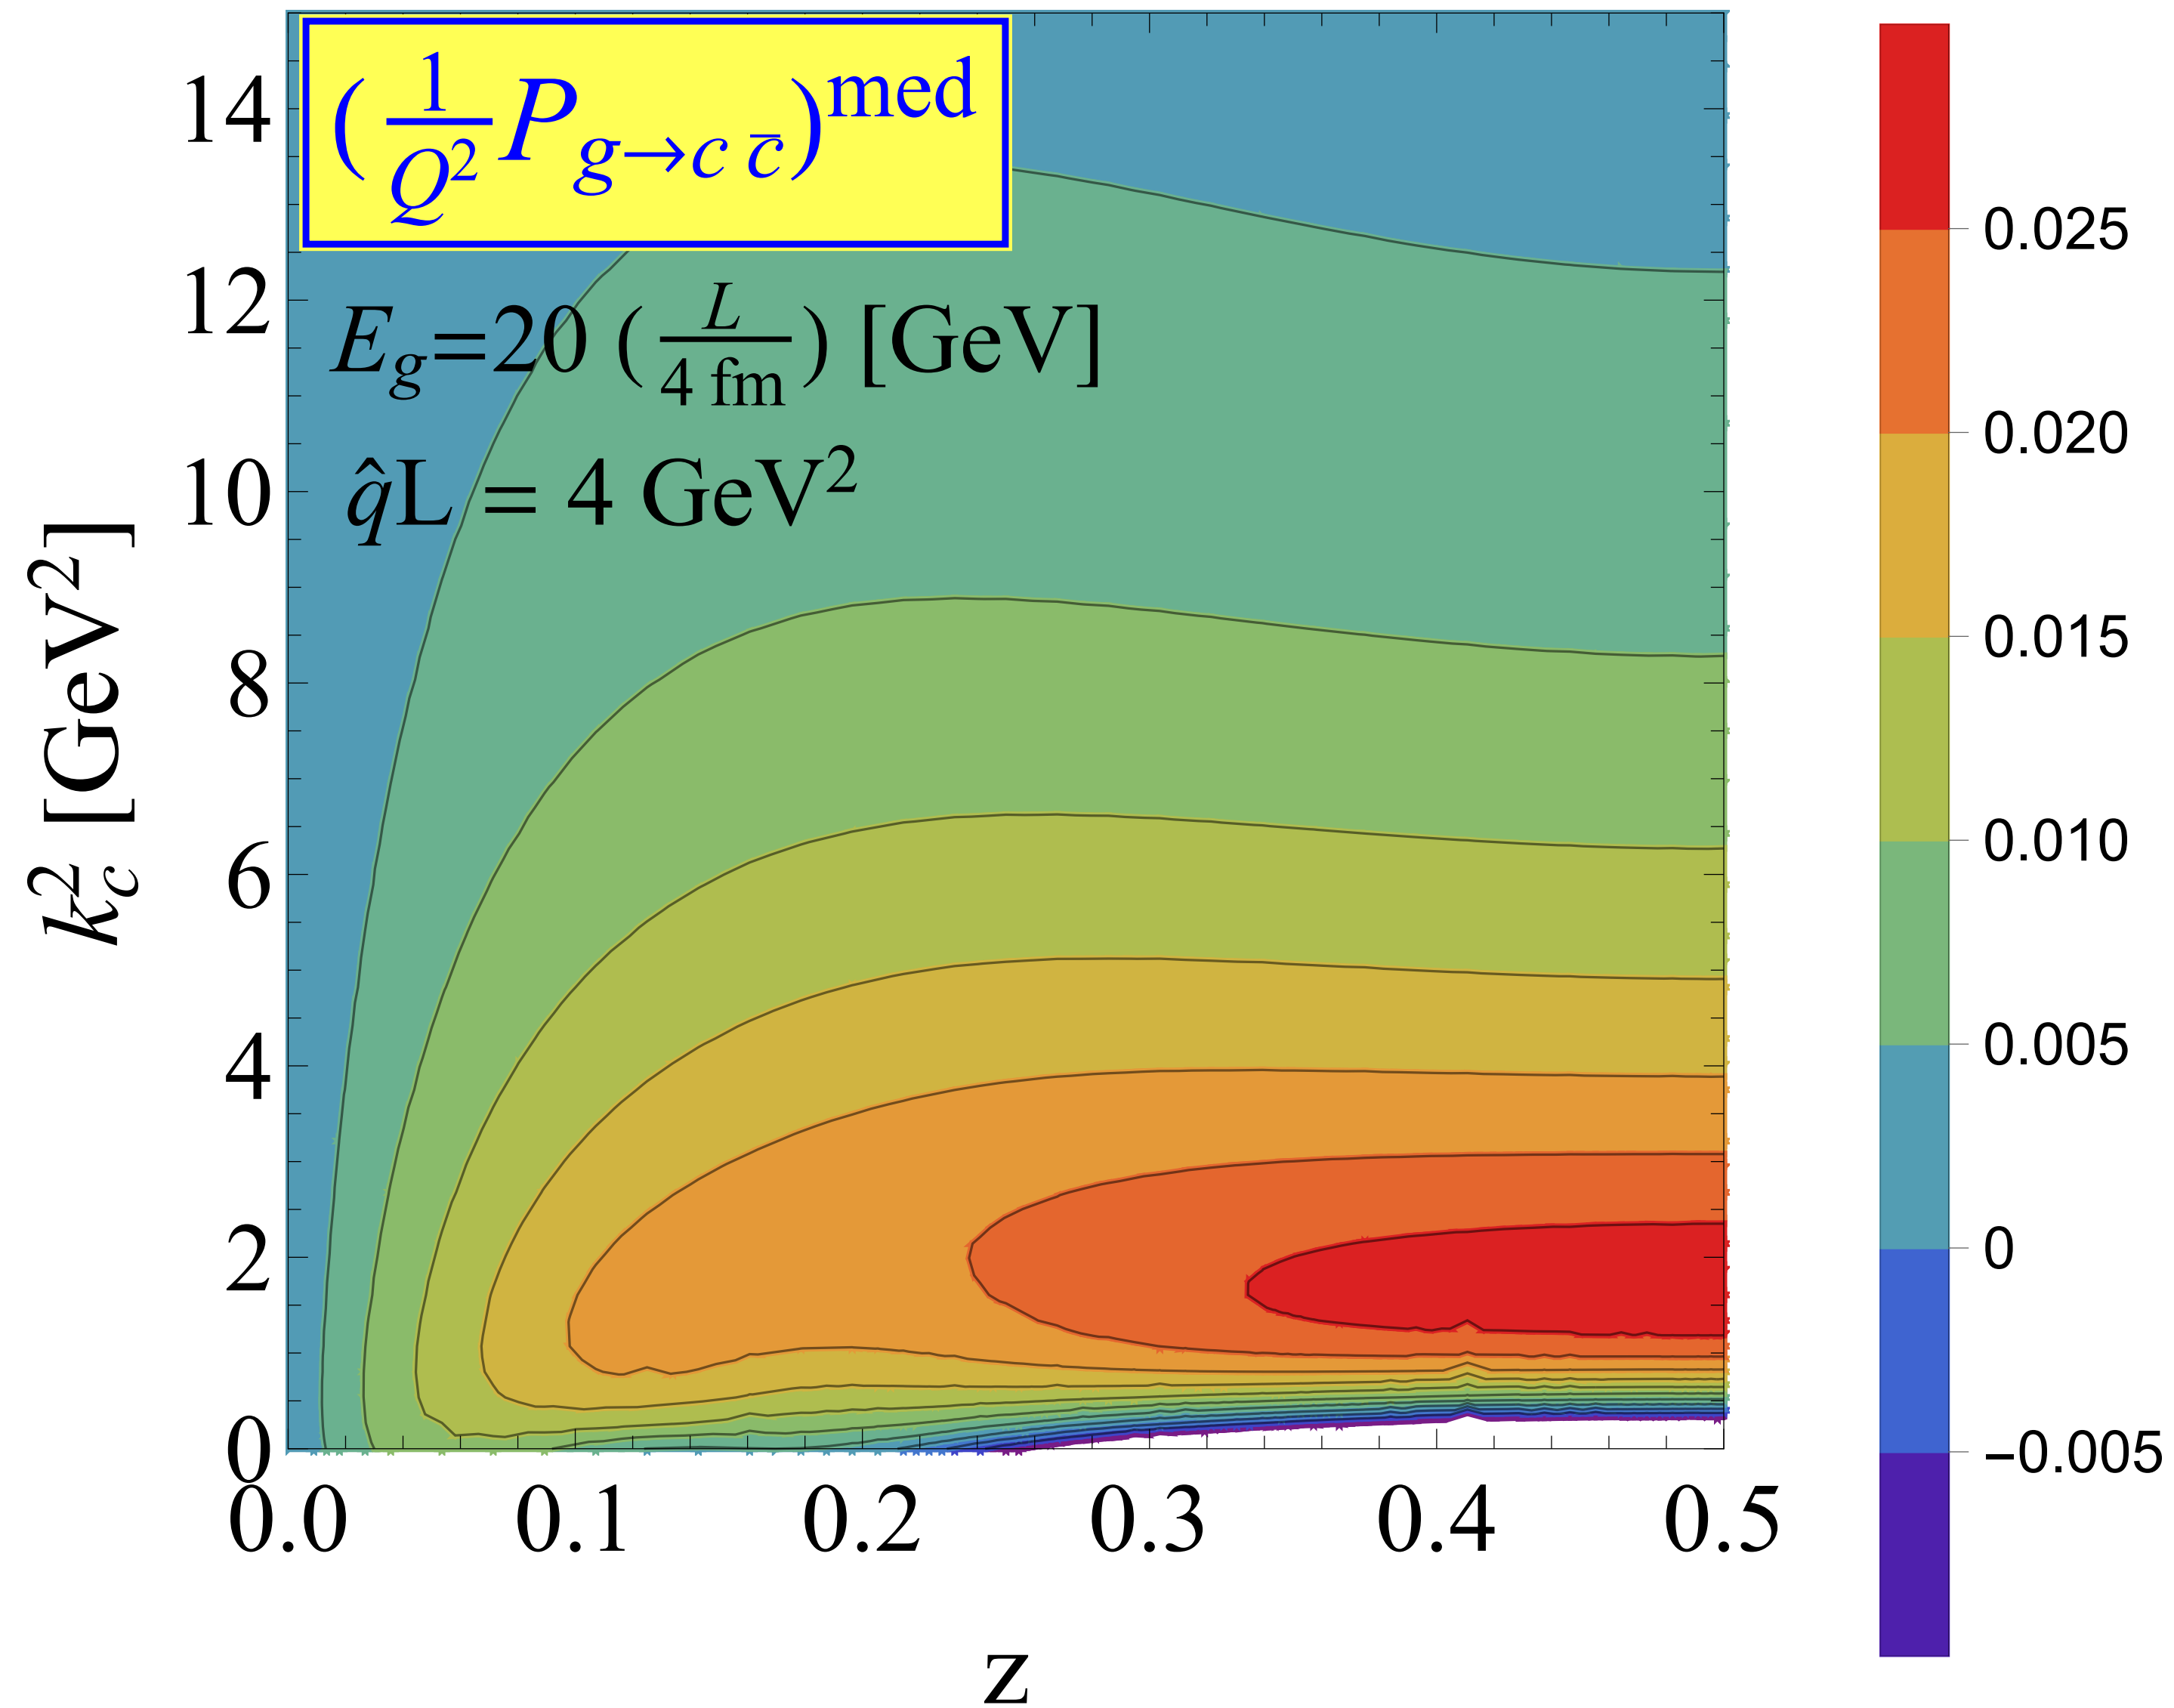 (1/Q² P g→c c̄)^med
E_g=20 (L/4 fm) [GeV]
q̂L = 4 GeV²
k_c² [GeV²]
14
12
10
8
6
4
2
0
0.0 0.1 0.2 0.3 0.4 0.5
z
0.025
0.020
0.015
0.010
0.005
0
−0.005